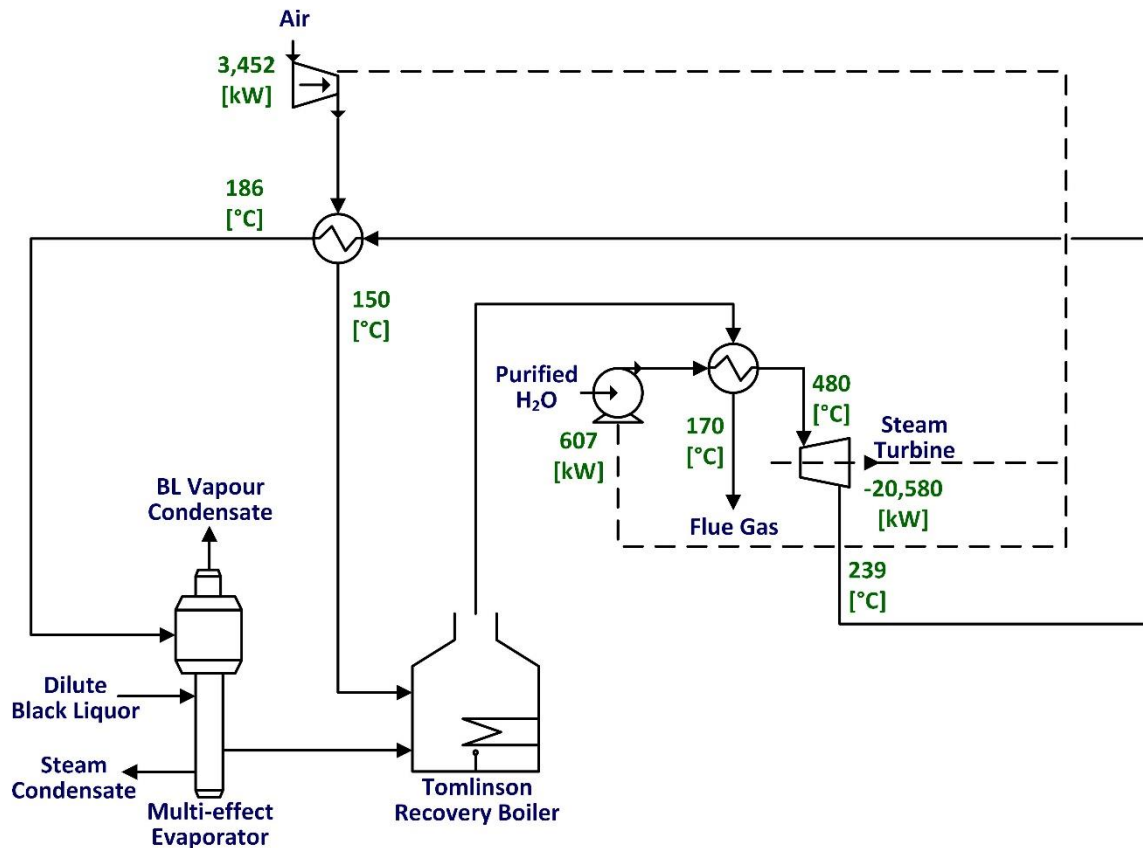 Air
3,452
[kW]
186
[°C]
150
[°C]
Purified
H₂O
607
[kW]
170
[°C]
480
[°C]
Steam
Turbine
-20,580
[kW]
Flue Gas
239
[°C]
BL Vapour
Condensate
Dilute
Black Liquor
Steam
Condensate
Multi-effect
Evaporator
Tomlinson
Recovery Boiler